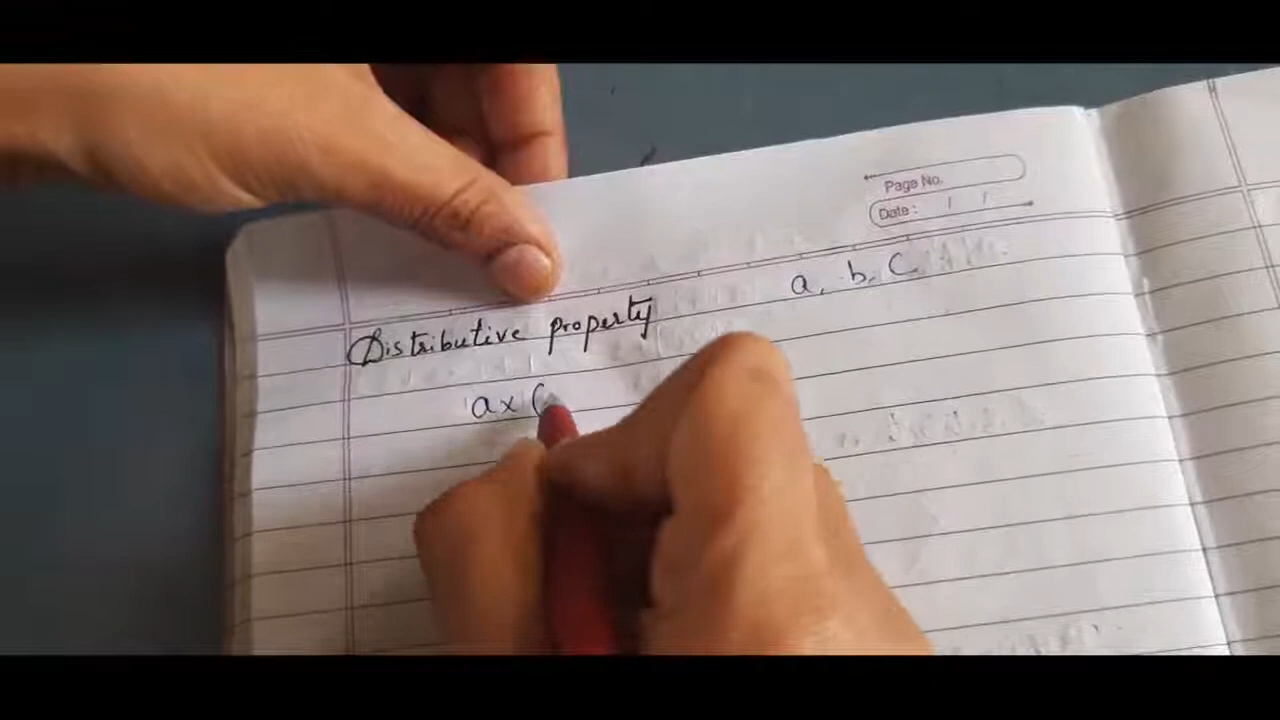 Page No.
Date :
a, b, C
Distributive property
a x (